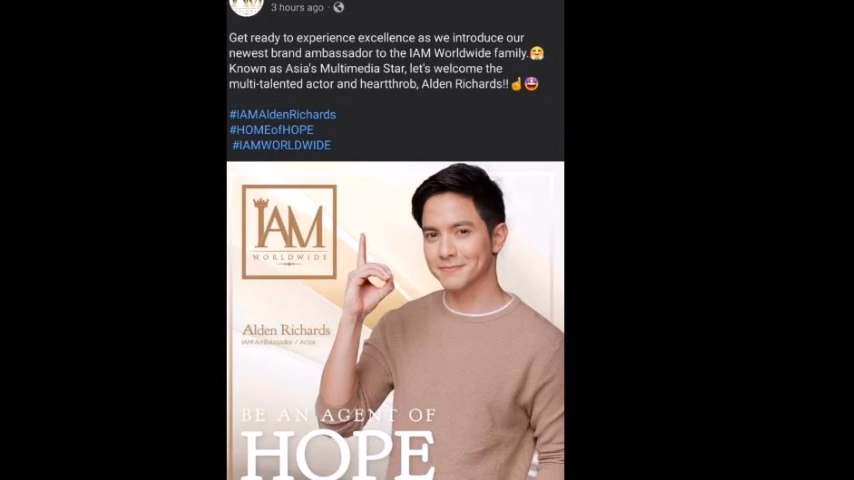 IAM
3 hours ago ·
Get ready to experience excellence as we introduce our
newest brand ambassador to the IAM Worldwide family.🤗
Known as Asia's Multimedia Star, let's welcome the
multi-talented actor and heartthrob, Alden Richards!!☝🤩
#IAMAldenRichards
#HOMEofHOPE
#IAMWORLDWIDE
IAM
WORLDWIDE
Alden Richards
IAM Ambassador / Actor
BE AN AGENT OF
HOPE